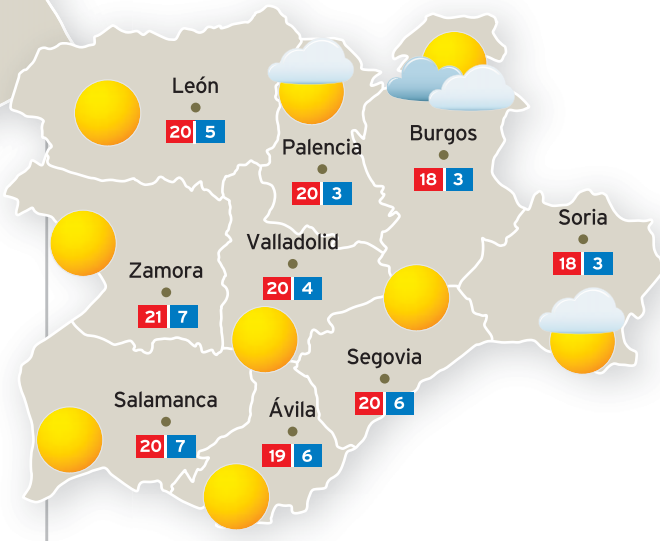 León
20 5
Palencia
20 3
Burgos
18 3
Soria
18 3
Valladolid
20 4
Zamora
21 7
Segovia
20 6
Salamanca
20 7
Ávila
19 6